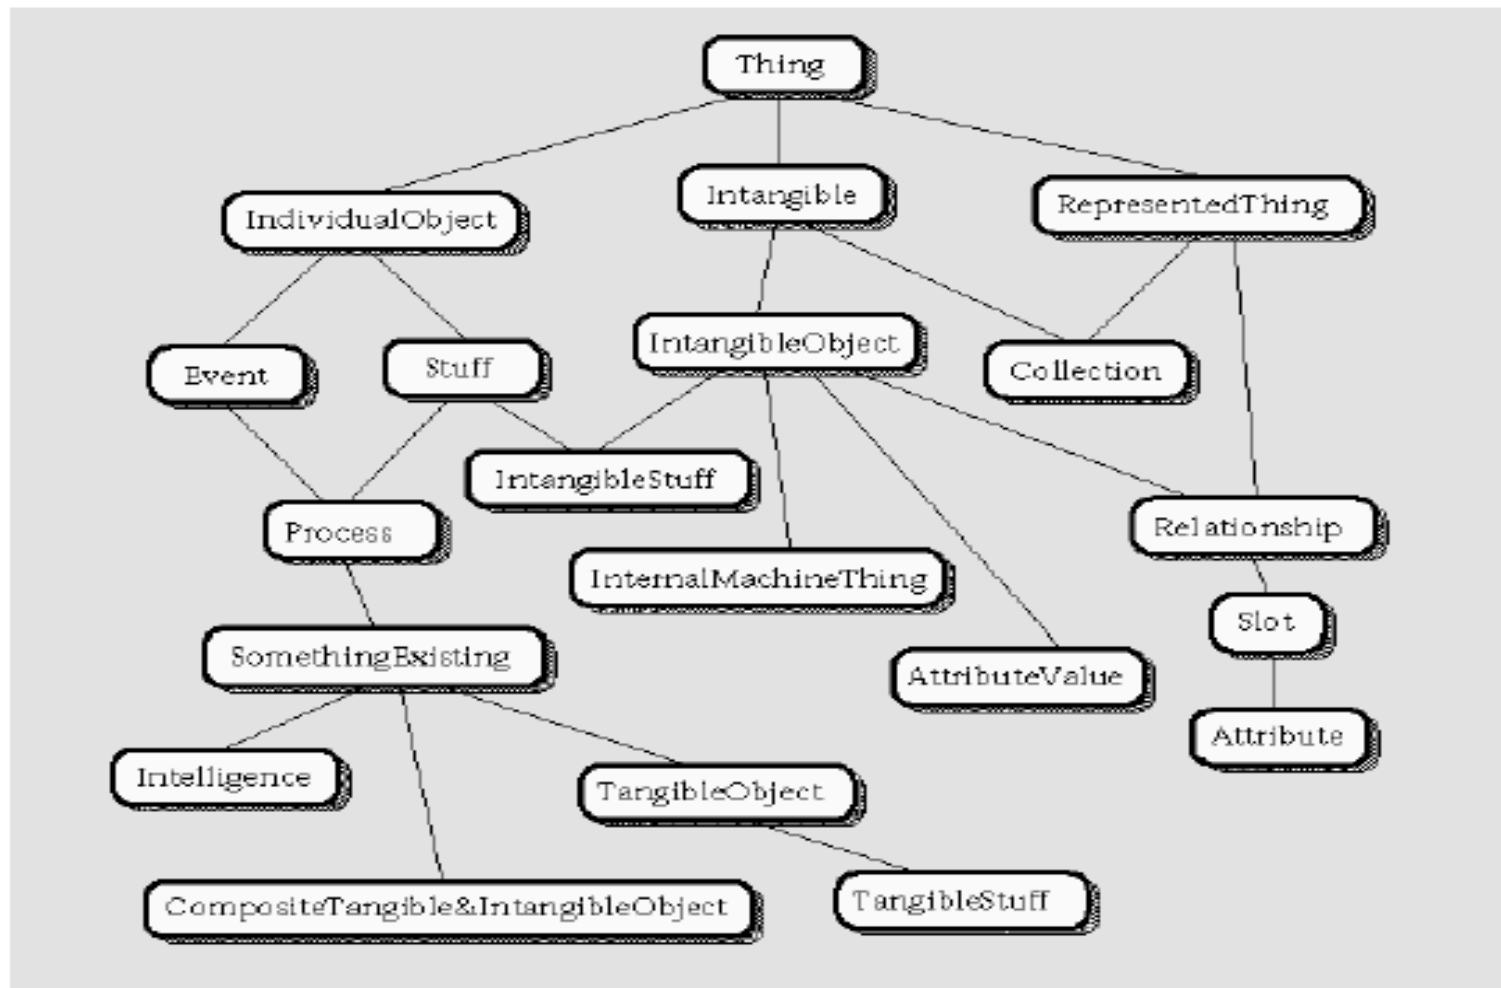 Thing
IndividualObject
Intangible
RepresentedThing
Event
Stuff
IntangibleObject
Collection
IntangibleStuff
Process
InternalMachineThing
Relationship
Slot
SomethingExisting
AttributeValue
Attribute
Intelligence
TangibleObject
CompositeTangible&IntangibleObject
TangibleStuff